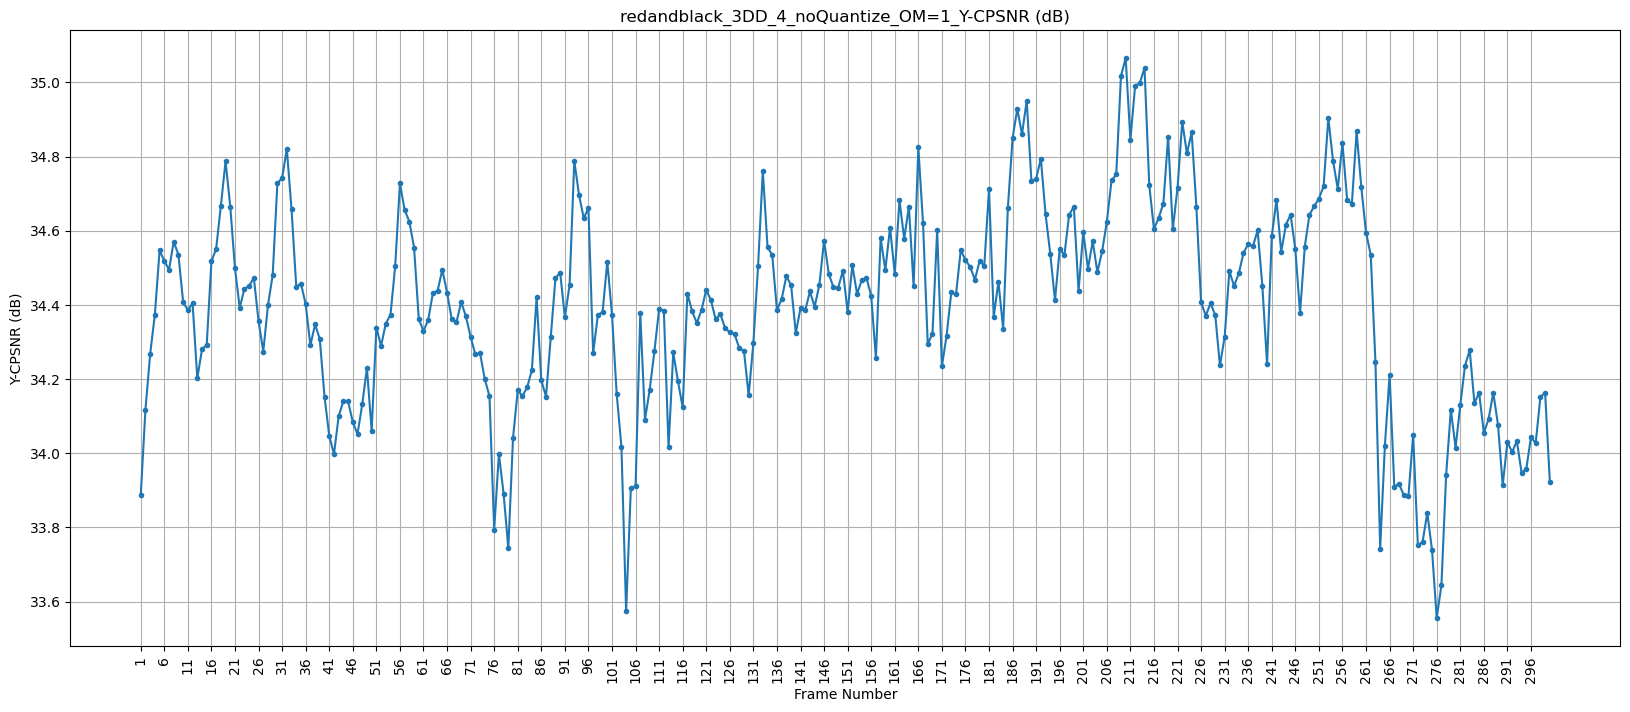 redandblack_3DD_4_noQuantize_OM=1_Y-CPSNR (dB)
Y-CPSNR (dB)
35.0
34.8
34.6
34.4
34.2
34.0
33.8
33.6
1 6 11 16 21 26 31 36 41 46 51 56 61 66 71 76 81 86 91 96 101 106 111 116 121 126 131 136 141 146 151 156 161 166 171 176 181 186 191 196 201 206 211 216 221 226 231 236 241 246 251 256 261 266 271 276 281 286 291 296
Frame Number